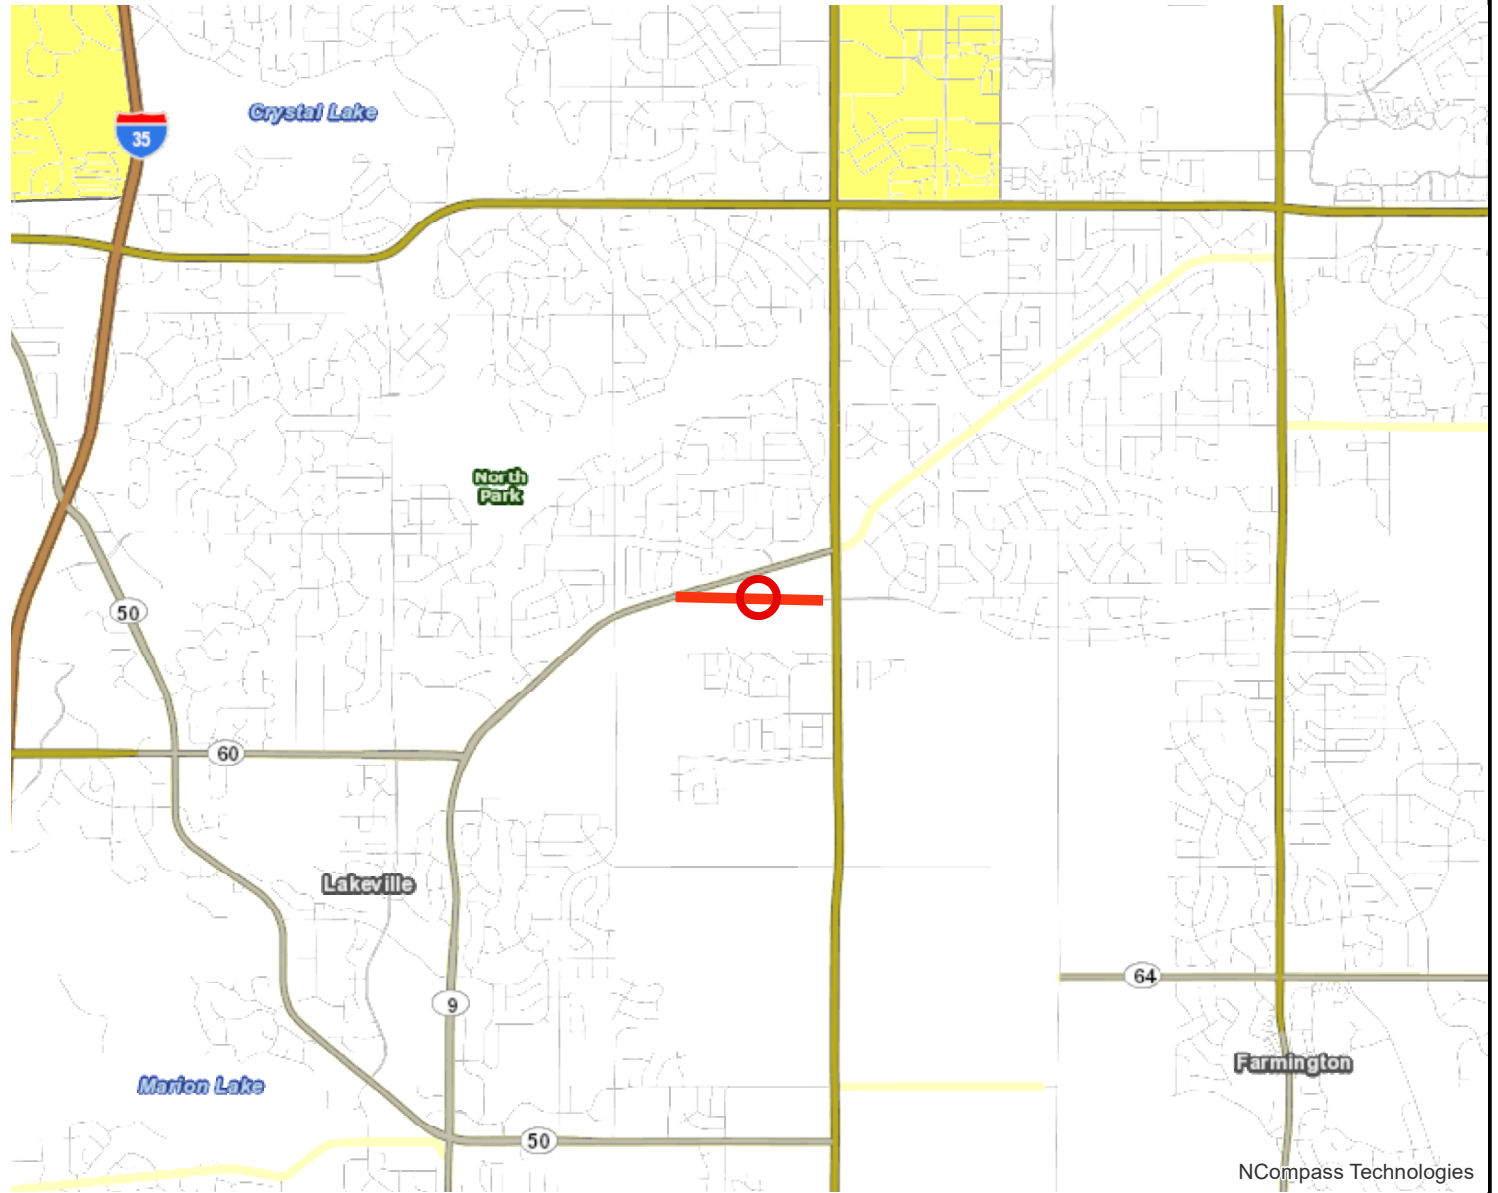 Crystal Lake
35
North
Park
50
60
Lakeville
64
9
Farmington
Marion Lake
50
NCompass Technologies